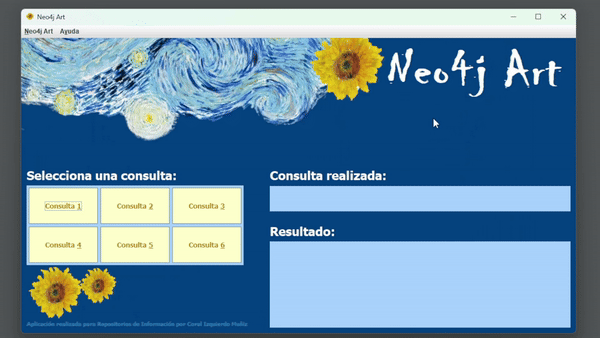 Neo4j Art
Neo4j Art Ayuda
Neo4j Art
Selecciona una consulta:
Consulta 1 Consulta 2 Consulta 3
Consulta 4 Consulta 5 Consulta 6
Consulta realizada:
Resultado:
Aplicación realizada para Repositorios de Información por Coral Izquierdo